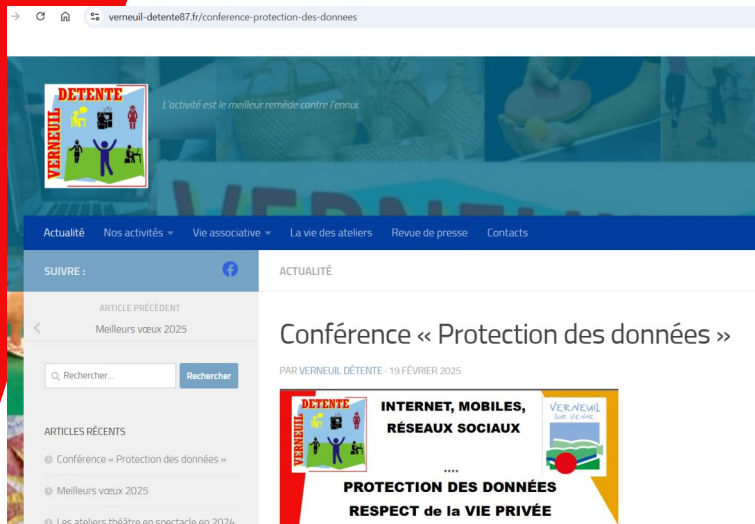 verneuil-detente87.fr/conference-protection-des-donnees
DETENTE
VERNEUIL
L'activité est le meilleur remède contre l'ennui.
Actualité Nos activités Vie associative La vie des ateliers Revue de presse Contacts
SUIVRE :
ACTUALITÉ
ARTICLE PRÉCÉDENT
Meilleurs vœux 2025
Rechercher...
Rechercher
ARTICLES RÉCENTS
Conférence « Protection des données »
Meilleurs vœux 2025
Les ateliers théâtre en spectacle en 2024
Conférence « Protection des données »
PAR VERNEUIL DÉTENTE · 19 FÉVRIER 2025
DETENTE
VERNEUIL
INTERNET, MOBILES,
RÉSEAUX SOCIAUX
VERNEUIL
SUR VIENNE
....
PROTECTION DES DONNÉES
RESPECT de la VIE PRIVÉE